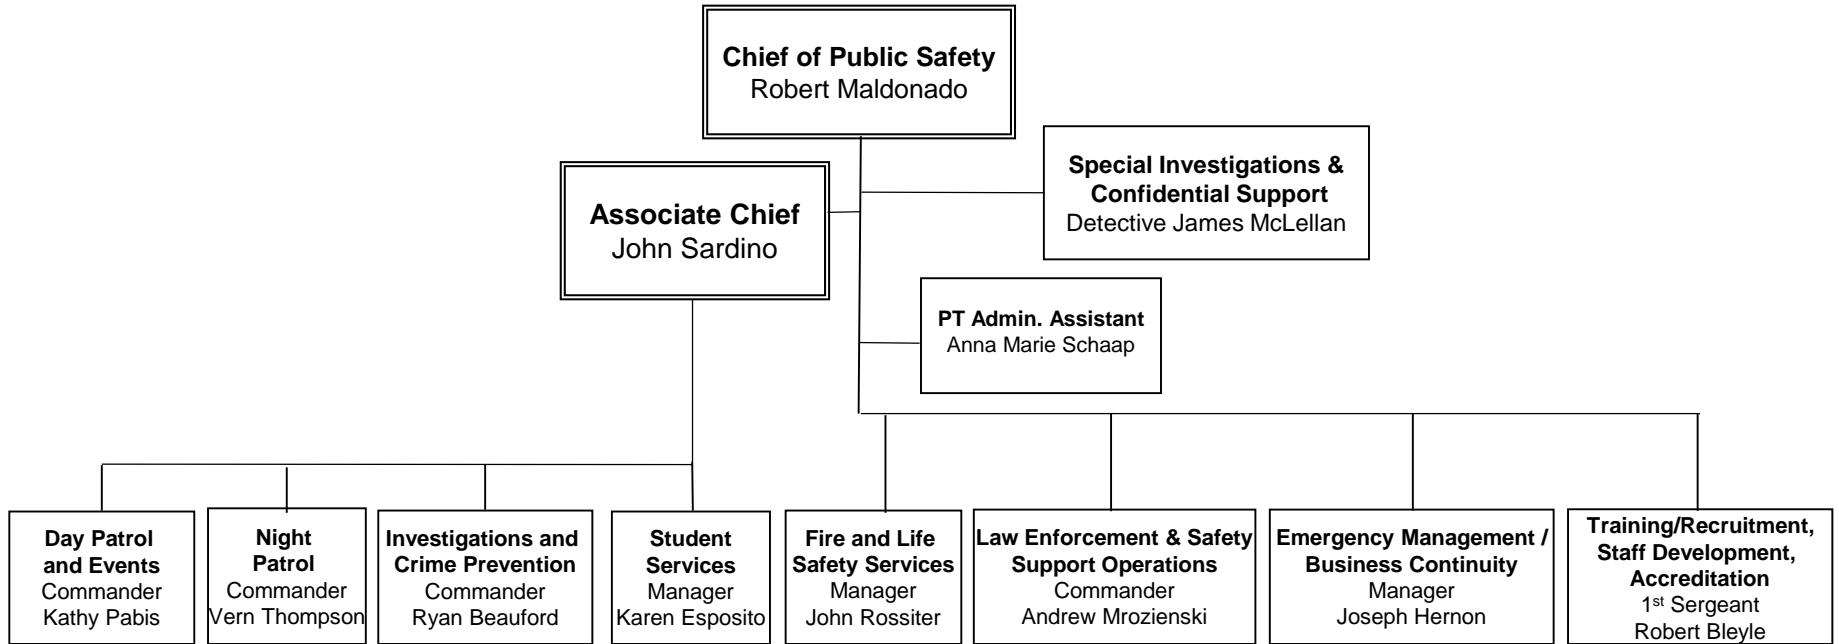 Chief of Public Safety
Robert Maldonado
Special Investigations &
Confidential Support
Detective James McLellan
Associate Chief
John Sardino
PT Admin. Assistant
Anna Marie Schaap
Day Patrol
and Events
Commander
Kathy Pabis
Night
Patrol
Commander
Vern Thompson
Investigations and
Crime Prevention
Commander
Ryan Beauford
Student
Services
Manager
Karen Esposito
Fire and Life
Safety Services
Manager
John Rossiter
Law Enforcement & Safety
Support Operations
Commander
Andrew Mrozienski
Emergency Management /
Business Continuity
Manager
Joseph Hernon
Training/Recruitment,
Staff Development,
Accreditation
1st Sergeant
Robert Bleyle